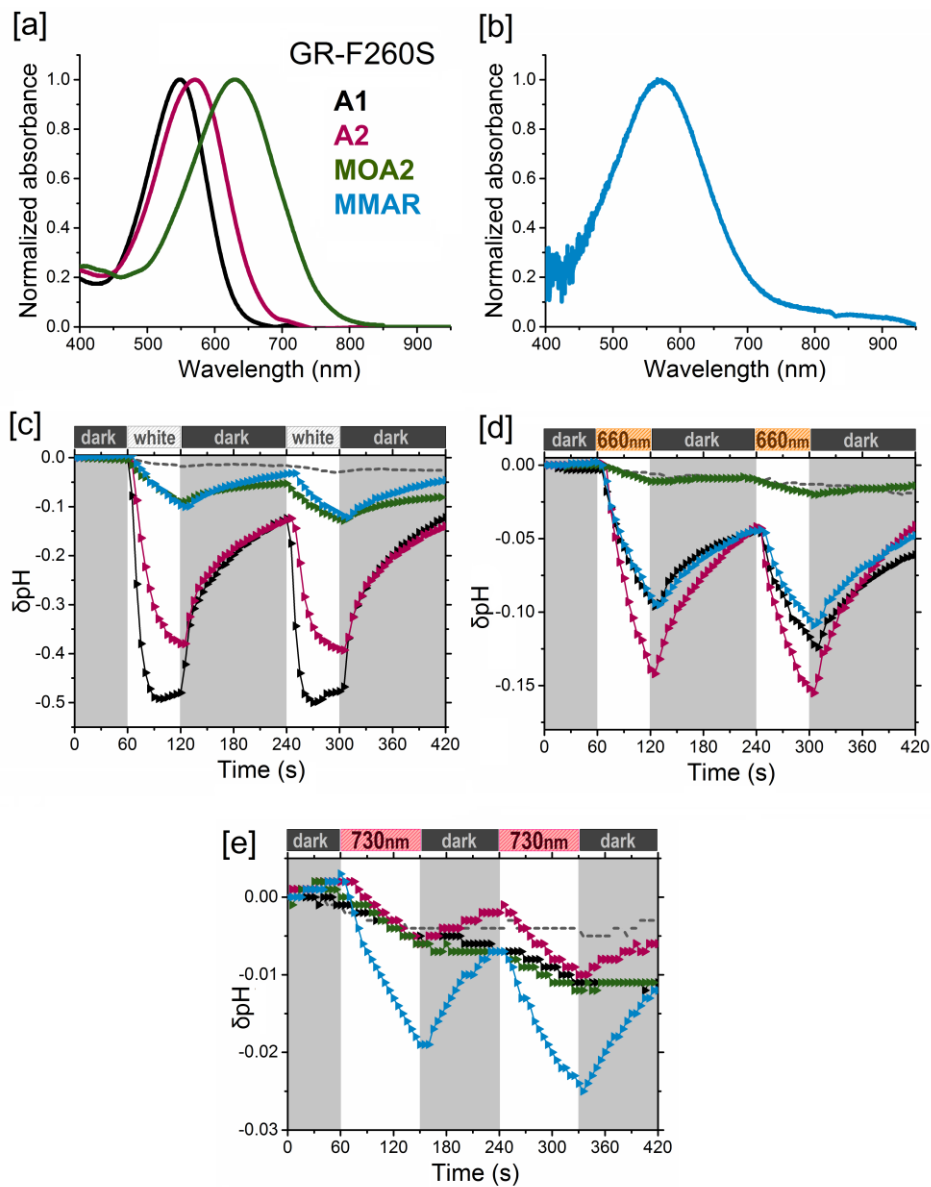 [a]
GR-F260S
A1
A2
MOA2
MMAR
Normalized absorbance
1.0
0.8
0.6
0.4
0.2
0.0
400 500 600 700 800 900
Wavelength (nm)
[b]
Normalized absorbance
1.0
0.8
0.6
0.4
0.2
0.0
400 500 600 700 800 900
Wavelength (nm)
[c]
dark white dark white dark
δpH
0.0
-0.1
-0.2
-0.3
-0.4
-0.5
0 60 120 180 240 300 360 420
Time (s)
[d]
dark 660nm dark 660nm dark
δpH
0.00
-0.05
-0.10
-0.15
0 60 120 180 240 300 360 420
Time (s)
[e]
dark 730nm dark 730nm dark
δpH
0.00
-0.01
-0.02
-0.03
0 60 120 180 240 300 360 420
Time (s)